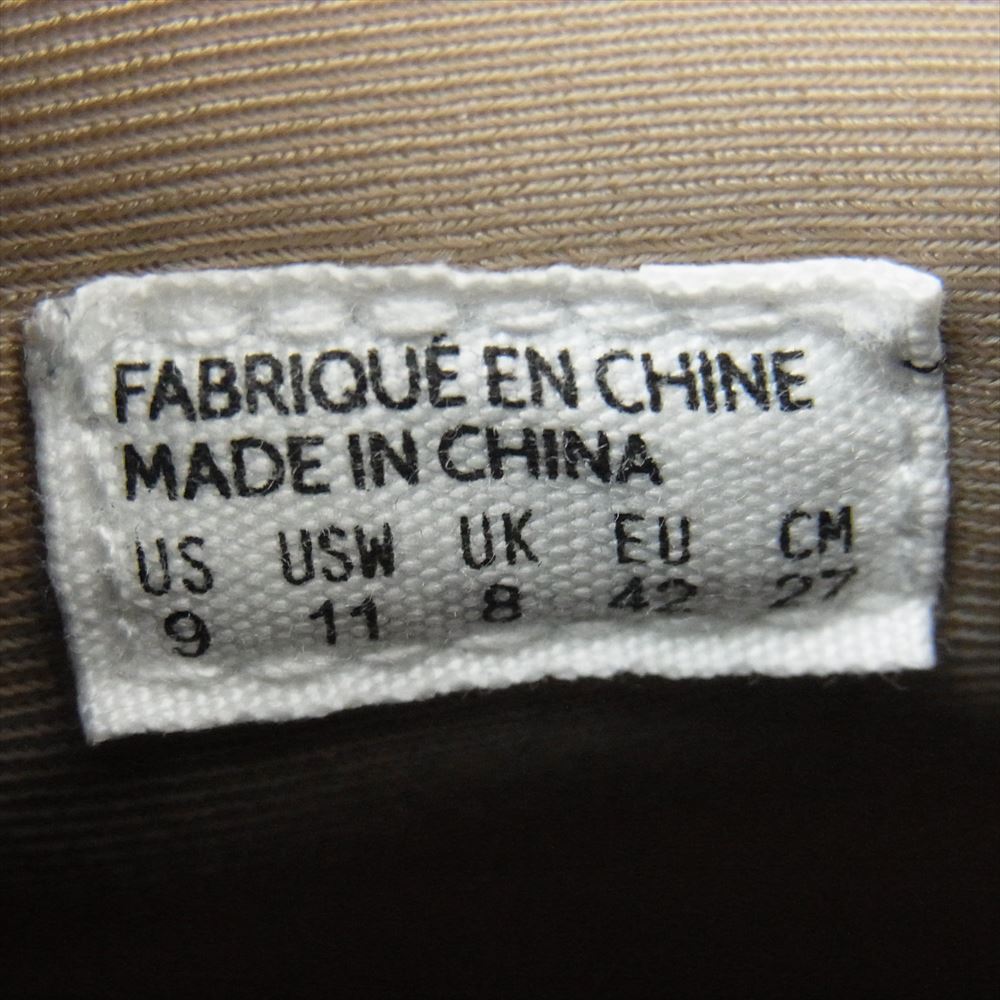 FABRIQUÉ EN CHINE
MADE IN CHINA
US USW UK EU CM
9 11 8 42 27